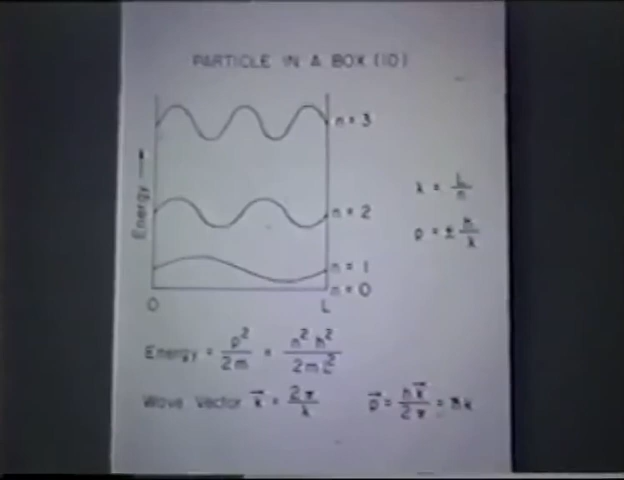 PARTICLE IN A BOX (1D)
n = 3
n = 2
n = 1
n = 0
Energy →
0 L
λ = L/n
p = ± h/λ
Energy = p²/2m = n²h²/2mL²
Wave Vector k⃗ = 2π/λ p⃗ = hk⃗/2π = ħk